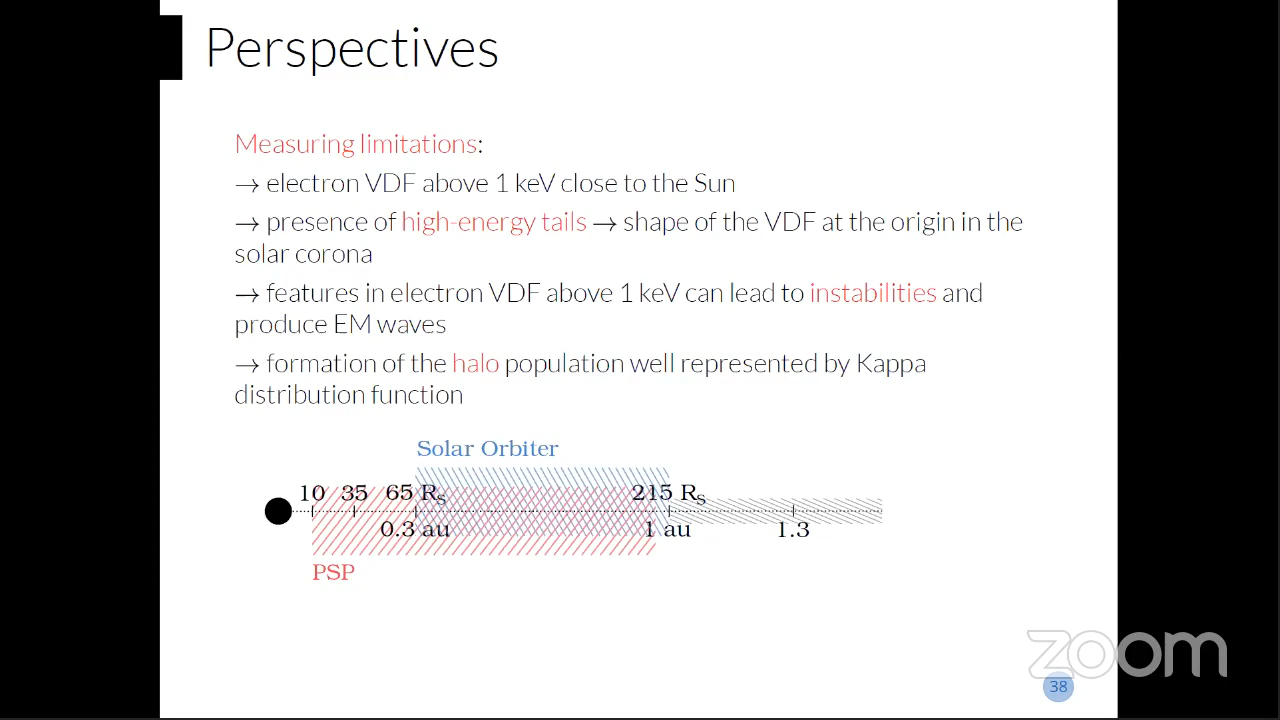 Perspectives
Measuring limitations:
→ electron VDF above 1 keV close to the Sun
→ presence of high-energy tails → shape of the VDF at the origin in the
solar corona
→ features in electron VDF above 1 keV can lead to instabilities and
produce EM waves
→ formation of the halo population well represented by Kappa
distribution function
Solar Orbiter
10 35 65 Rs 215 Rs
0.3 au 1 au 1.3
PSP
zoom
38